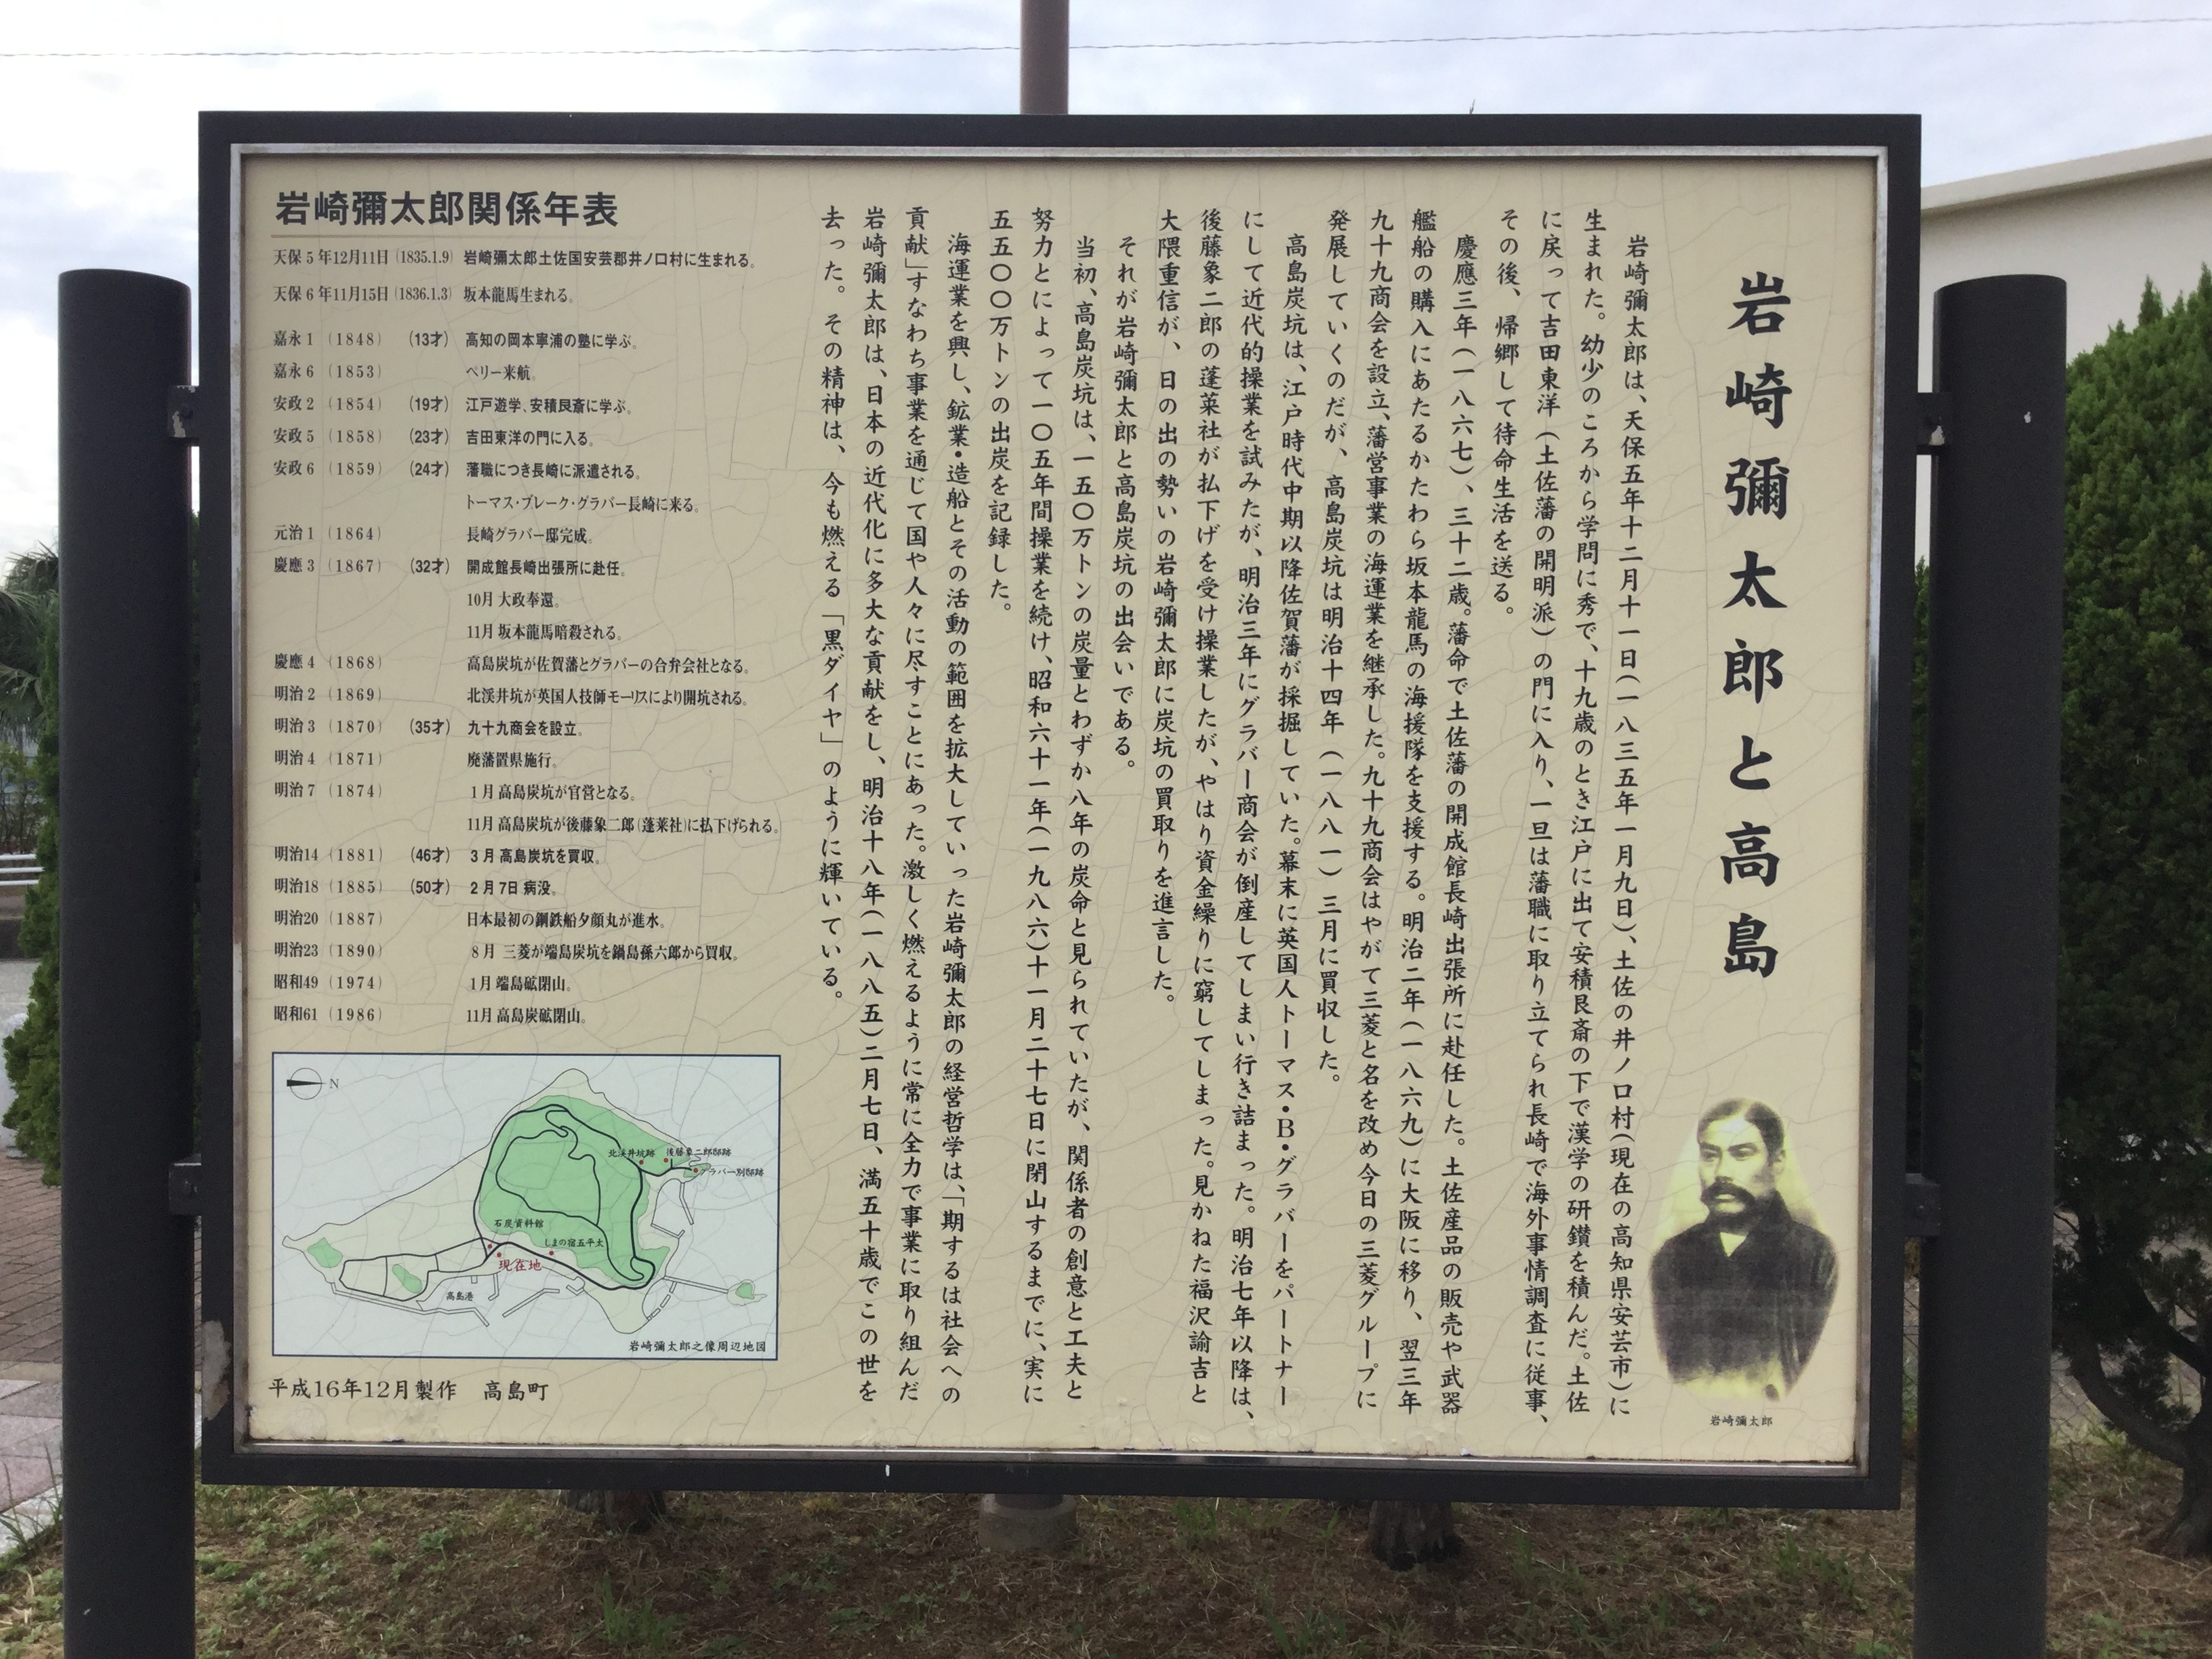 岩崎彌太郎と高島
岩崎彌太郎は、天保五年十二月十一日(一八三五年一月九日)、土佐の井ノ口村(現在の高知県安芸市)に
生まれた。幼少のころから学問に秀で、十九歳のとき江戸に出て安積艮斎の下で漢学の研鑽を積んだ。土佐
に戻って吉田東洋(土佐藩の開明派)の門に入り、一旦は藩職に取り立てられ長崎で海外事情調査に従事、
その後、帰郷して待命生活を送る。
慶應三年(一八六七)、三十二歳。藩命で土佐藩の開成館長崎出張所に赴任した。土佐産品の販売や武器
艦船の購入にあたるかたわら坂本龍馬の海援隊を支援する。明治二年(一八六九)に大阪に移り、翌三年
九十九商会を設立、藩営事業の海運業を継承した。九十九商会はやがて三菱と名を改め今日の三菱グループに
発展していくのだが、高島炭坑は明治十四年(一八八一)三月に買収した。
高島炭坑は、江戸時代中期以降佐賀藩が採掘していた。幕末に英国人トーマス・B・グラバーをパートナー
にして近代的操業を試みたが、明治三年にグラバー商会が倒産してしまい行き詰まった。明治七年以降は、
後藤象二郎の蓬莱社が払下げを受け操業したが、やはり資金繰りに窮してしまった。見かねた福沢諭吉と
大隈重信が、日の出の勢いの岩崎彌太郎に炭坑の買取りを進言した。
それが岩崎彌太郎と高島炭坑の出会いである。
当初、高島炭坑は、一五〇万トンの炭量とわずか八年の炭命と見られていたが、関係者の創意と工夫と
努力とによって一〇五年間操業を続け、昭和六十一年(一九八六)十一月二十七日に閉山するまでに、実に
五五〇〇万トンの出炭を記録した。
海運業を興し、鉱業・造船とその活動の範囲を拡大していった岩崎彌太郎の経営哲学は、「期するは社会への
貢献」すなわち事業を通じて国や人々に尽すことにあった。激しく燃えるように常に全力で事業に取り組んだ
岩崎彌太郎は、日本の近代化に多大な貢献をし、明治十八年(一八八五)二月七日、満五十歳でこの世を
去った。その精神は、今も燃える「黒ダイヤ」のように輝いている。
岩崎彌太郎
岩崎彌太郎関係年表
天保5年12月11日(1835.1.9) 岩崎彌太郎土佐国安芸郡井ノ口村に生まれる。
天保6年11月15日(1836.1.3) 坂本龍馬生まれる。
嘉永1 (1848) (13才) 高知の岡本寧浦の塾に学ぶ。
嘉永6 (1853) ペリー来航。
安政2 (1854) (19才) 江戸遊学、安積艮斎に学ぶ。
安政5 (1858) (23才) 吉田東洋の門に入る。
安政6 (1859) (24才) 藩職につき長崎に派遣される。
トーマス・ブレーク・グラバー長崎に来る。
元治1 (1864) 長崎グラバー邸完成。
慶應3 (1867) (32才) 開成館長崎出張所に赴任。
10月 大政奉還。
11月 坂本龍馬暗殺される。
慶應4 (1868) 高島炭坑が佐賀藩とグラバーの合弁会社となる。
明治2 (1869) 北渓井坑が英国人技師モーリスにより開坑される。
明治3 (1870) (35才) 九十九商会を設立。
明治4 (1871) 廃藩置県施行。
明治7 (1874) 1月 高島炭坑が官営となる。
11月 高島炭坑が後藤象二郎(蓬莱社)に払下げられる。
明治14 (1881) (46才) 3月 高島炭坑を買収。
明治18 (1885) (50才) 2月7日 病没。
明治20 (1887) 日本最初の鋼鉄船夕顔丸が進水。
明治23 (1890) 8月 三菱が端島炭坑を鍋島孫六郎から買収。
昭和49 (1974) 1月 端島砿閉山。
昭和61 (1986) 11月 高島炭砿閉山。
N
北渓井坑跡
後藤象二郎邸跡
グラバー別邸跡
石炭資料館
しまの宿五平太
現在地
高島港
岩崎彌太郎之像周辺地図
平成16年12月製作 高島町